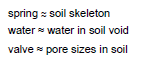 spring ≈ soil skeleton
water ≈ water in soil void
valve ≈ pore sizes in soil